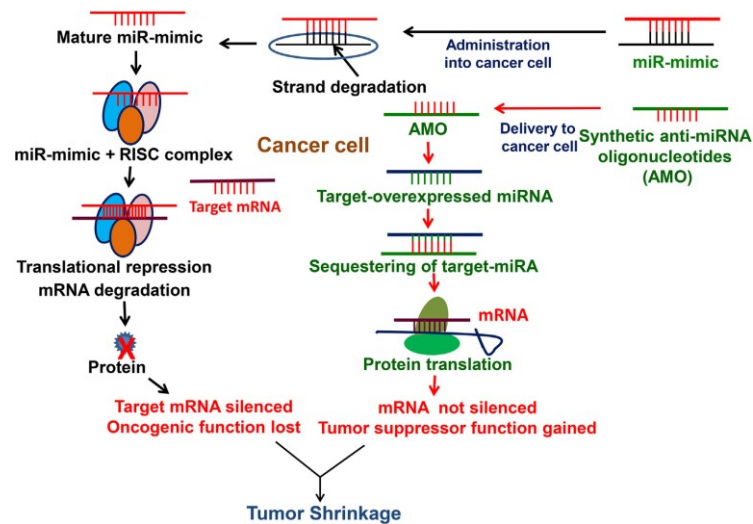 Mature miR-mimic
Strand degradation
Administration
into cancer cell
miR-mimic
miR-mimic + RISC complex
Cancer cell
AMO
Delivery to
cancer cell
Synthetic anti-miRNA
oligonucleotides
(AMO)
Target mRNA
Target-overexpressed miRNA
Translational repression
mRNA degradation
Sequestering of target-miRA
mRNA
Protein
Protein translation
Target mRNA silenced
Oncogenic function lost
mRNA not silenced
Tumor suppressor function gained
Tumor Shrinkage